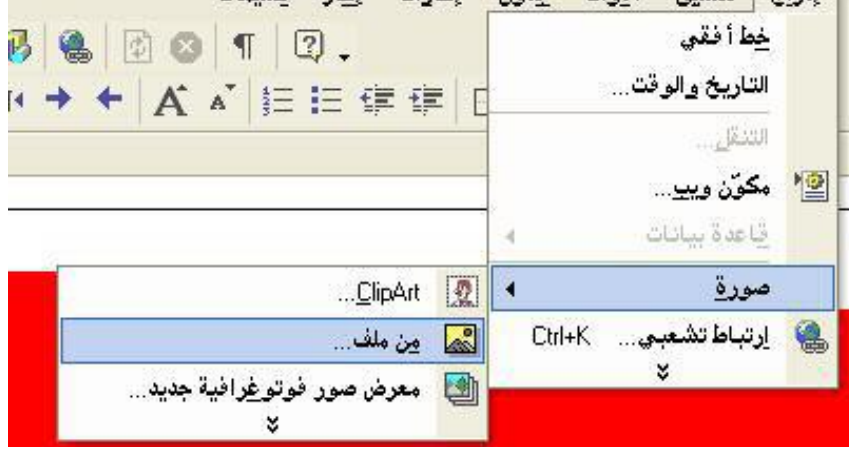 خط أفقي
التاريخ والوقت...
التنقل...
مكوّن ويب...
قاعدة بيانات
صورة
إرتباط تشعبي... Ctrl+K
ClipArt...
من ملف...
معرض صور فوتوغرافية جديد...